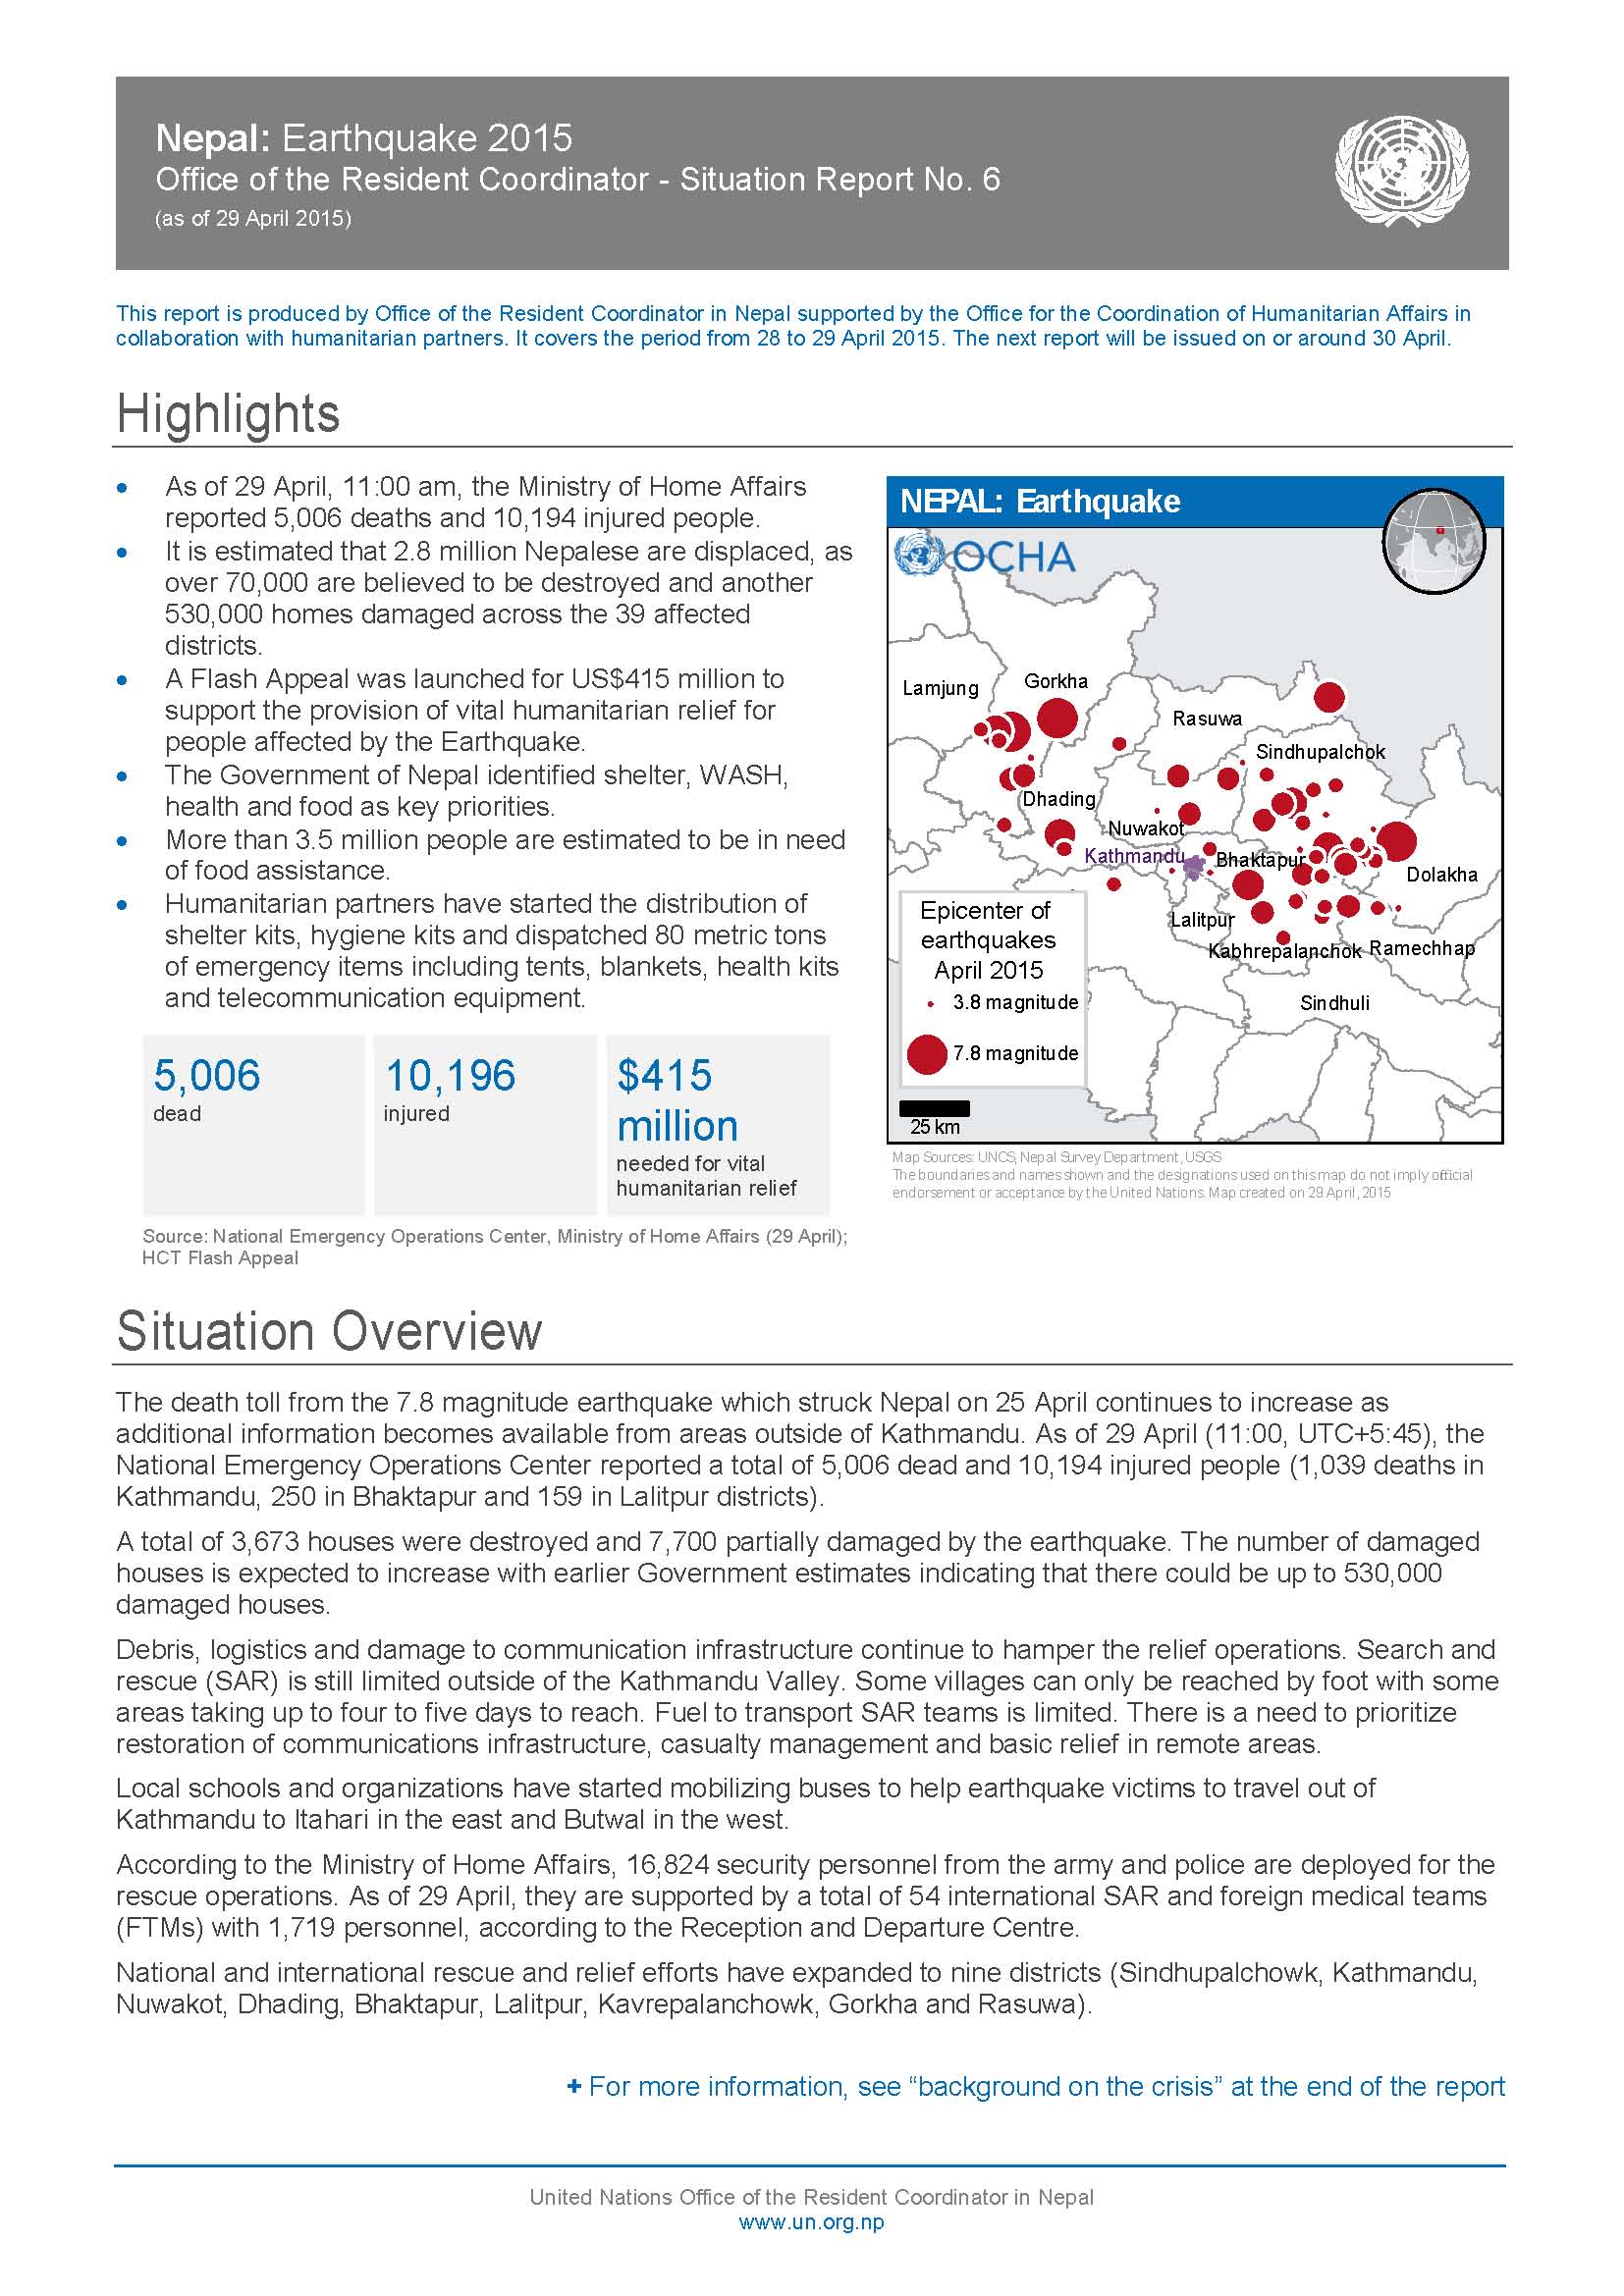 Nepal: Earthquake 2015
Office of the Resident Coordinator - Situation Report No. 6
(as of 29 April 2015)
This report is produced by Office of the Resident Coordinator in Nepal supported by the Office for the Coordination of Humanitarian Affairs in
collaboration with humanitarian partners. It covers the period from 28 to 29 April 2015. The next report will be issued on or around 30 April.
Highlights
• As of 29 April, 11:00 am, the Ministry of Home Affairs
reported 5,006 deaths and 10,194 injured people.
• It is estimated that 2.8 million Nepalese are displaced, as
over 70,000 are believed to be destroyed and another
530,000 homes damaged across the 39 affected
districts.
• A Flash Appeal was launched for US$415 million to
support the provision of vital humanitarian relief for
people affected by the Earthquake.
• The Government of Nepal identified shelter, WASH,
health and food as key priorities.
• More than 3.5 million people are estimated to be in need
of food assistance.
• Humanitarian partners have started the distribution of
shelter kits, hygiene kits and dispatched 80 metric tons
of emergency items including tents, blankets, health kits
and telecommunication equipment.
5,006
dead
10,196
injured
$415
million
needed for vital
humanitarian relief
Source: National Emergency Operations Center, Ministry of Home Affairs (29 April);
HCT Flash Appeal
NEPAL: Earthquake
OCHA
Lamjung
Gorkha
Rasuwa
Sindhupalchok
Dhading
Nuwakot
Kathmandu
Bhaktapur
Dolakha
Lalitpur
Kabhrepalanchok
Ramechhap
Sindhuli
Epicenter of
earthquakes
April 2015
3.8 magnitude
7.8 magnitude
25 km
Map Sources: UNCS, Nepal Survey Department, USGS
The boundaries and names shown and the designations used on this map do not imply official
endorsement or acceptance by the United Nations. Map created on 29 April, 2015
Situation Overview
The death toll from the 7.8 magnitude earthquake which struck Nepal on 25 April continues to increase as
additional information becomes available from areas outside of Kathmandu. As of 29 April (11:00, UTC+5:45), the
National Emergency Operations Center reported a total of 5,006 dead and 10,194 injured people (1,039 deaths in
Kathmandu, 250 in Bhaktapur and 159 in Lalitpur districts).
A total of 3,673 houses were destroyed and 7,700 partially damaged by the earthquake. The number of damaged
houses is expected to increase with earlier Government estimates indicating that there could be up to 530,000
damaged houses.
Debris, logistics and damage to communication infrastructure continue to hamper the relief operations. Search and
rescue (SAR) is still limited outside of the Kathmandu Valley. Some villages can only be reached by foot with some
areas taking up to four to five days to reach. Fuel to transport SAR teams is limited. There is a need to prioritize
restoration of communications infrastructure, casualty management and basic relief in remote areas.
Local schools and organizations have started mobilizing buses to help earthquake victims to travel out of
Kathmandu to Itahari in the east and Butwal in the west.
According to the Ministry of Home Affairs, 16,824 security personnel from the army and police are deployed for the
rescue operations. As of 29 April, they are supported by a total of 54 international SAR and foreign medical teams
(FTMs) with 1,719 personnel, according to the Reception and Departure Centre.
National and international rescue and relief efforts have expanded to nine districts (Sindhupalchowk, Kathmandu,
Nuwakot, Dhading, Bhaktapur, Lalitpur, Kavrepalanchowk, Gorkha and Rasuwa).
+ For more information, see “background on the crisis” at the end of the report
United Nations Office of the Resident Coordinator in Nepal
www.un.org.np